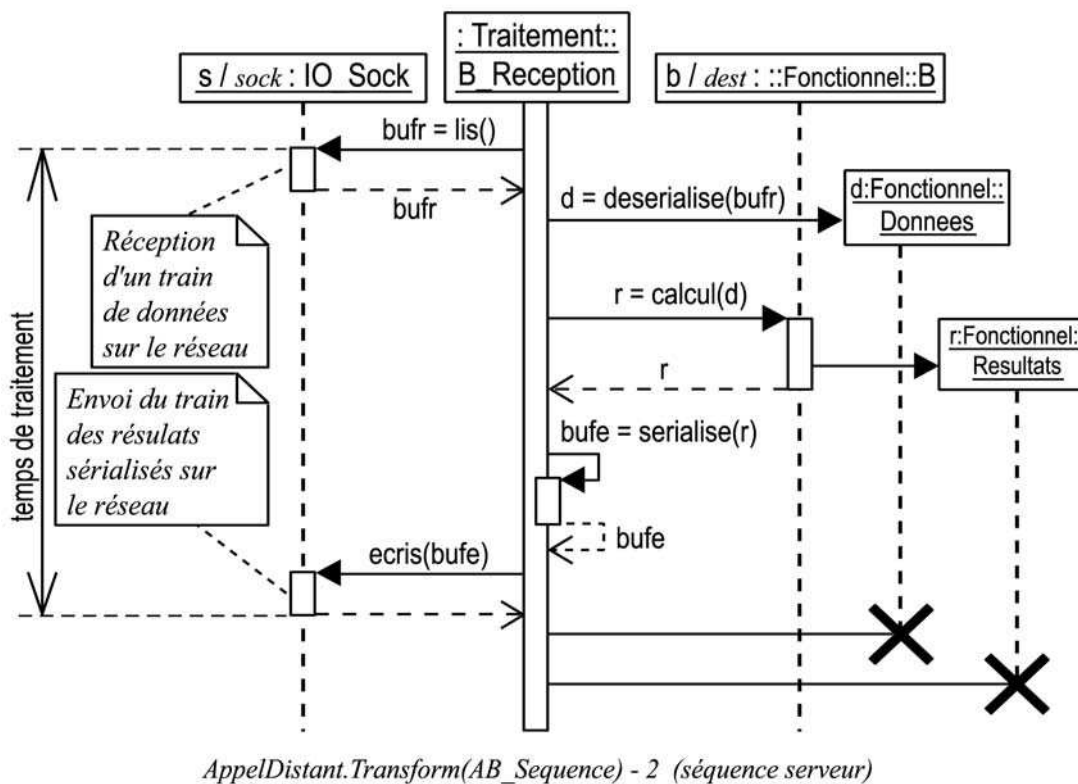 s / sock : IO_Sock
: Traitement::
B_Reception
b / dest : ::Fonctionnel::B
bufr = lis()
bufr
d = deserialise(bufr)
d:Fonctionnel::
Donnees
Réception
d'un train
de données
sur le réseau
r = calcul(d)
r:Fonctionnel:
Resultats
r
Envoi du train
des résulats
sérialisés sur
le réseau
temps de traitement
bufe = serialise(r)
bufe
ecris(bufe)
AppelDistant.Transform(AB_Sequence) - 2 (séquence serveur)